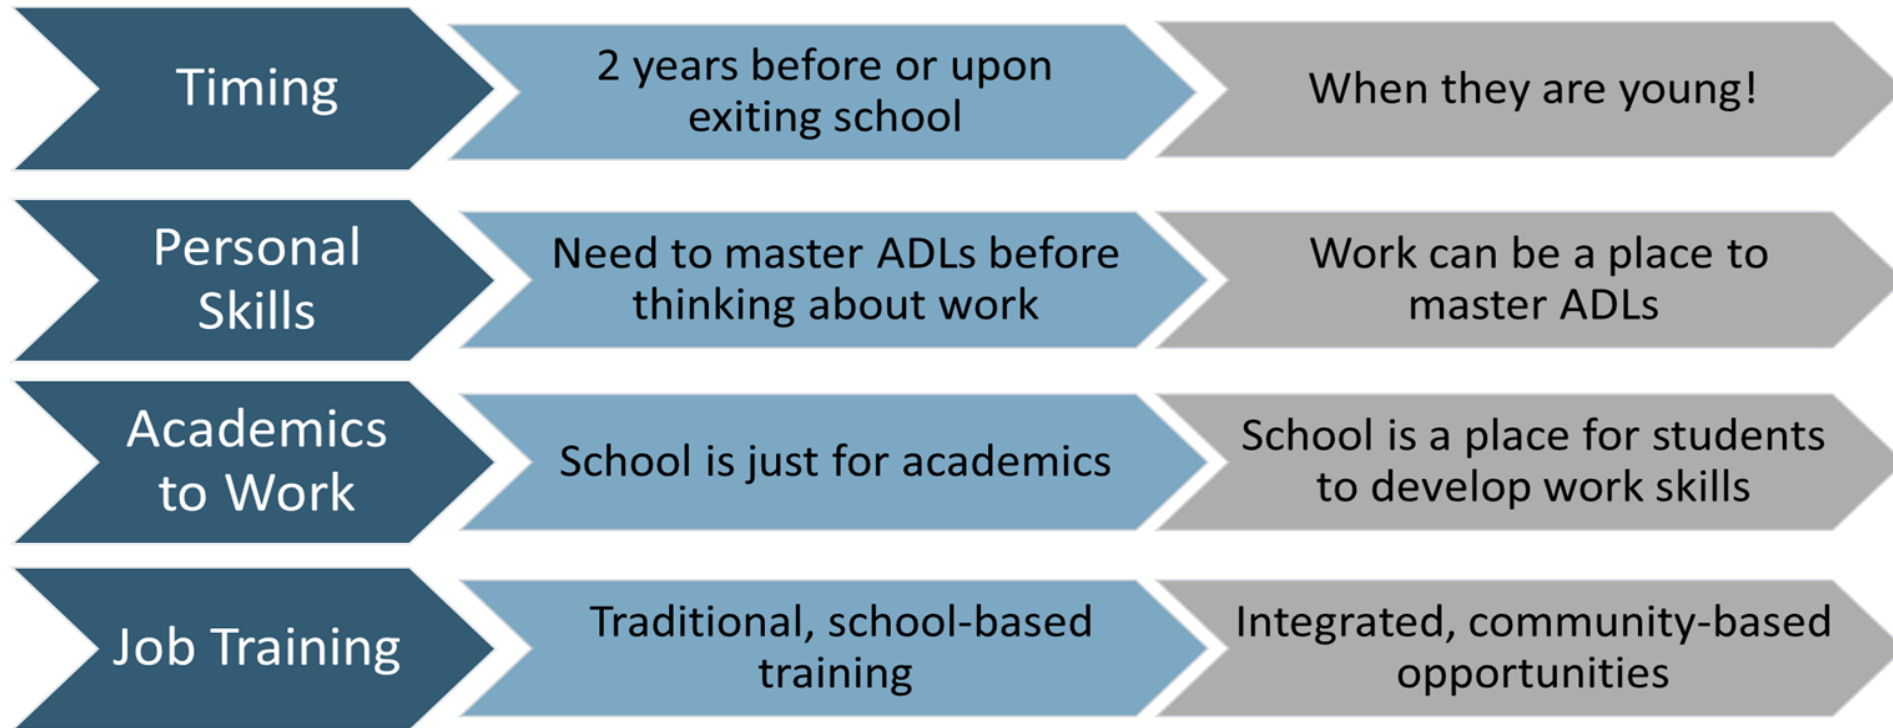 Timing
2 years before or upon
exiting school
When they are young!
Personal
Skills
Need to master ADLs before
thinking about work
Work can be a place to
master ADLs
Academics
to Work
School is just for academics
School is a place for students
to develop work skills
Job Training
Traditional, school-based
training
Integrated, community-based
opportunities